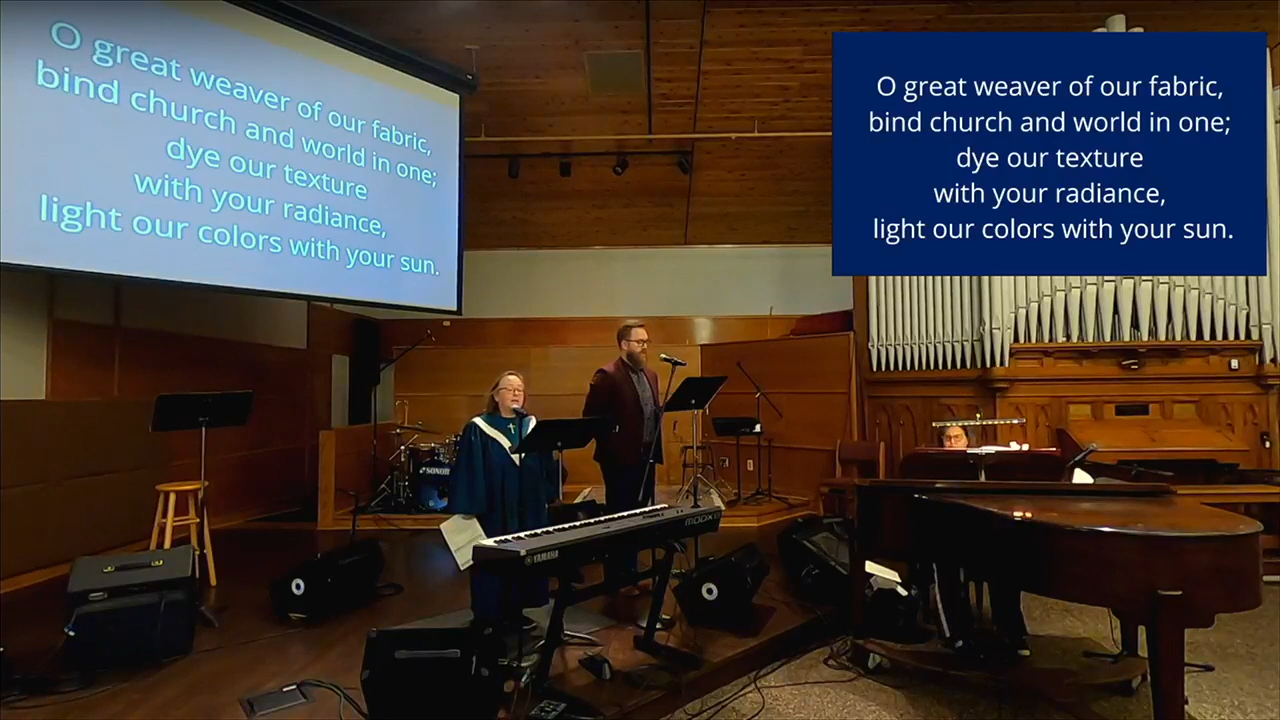 O great weaver of our fabric,
bind church and world in one;
dye our texture
with your radiance,
light our colors with your sun.
O great weaver of our fabric,
bind church and world in one;
dye our texture
with your radiance,
light our colors with your sun.
SONOR
YAMAHA
MODX8